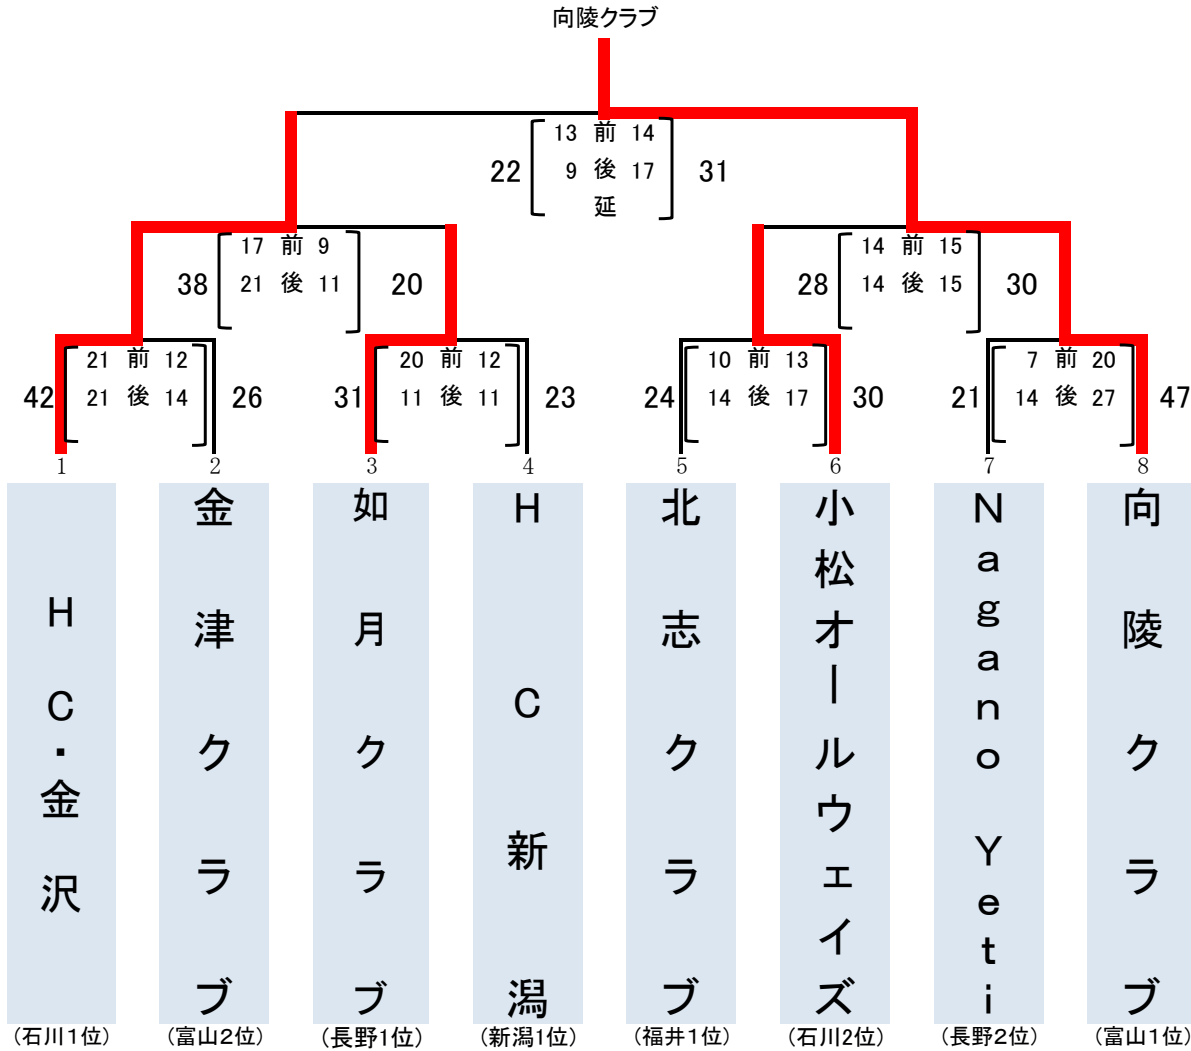 向陵クラブ
13 前 14
22 9 後 17 31
延
17 前 9
38 21 後 11 20
14 前 15
28 14 後 15 30
21 前 12
42 21 後 14 26
20 前 12
31 11 後 11 23
10 前 13
24 14 後 17 30
7 前 20
21 14 後 27 47
1
2
3
4
5
6
7
8
HC・金沢
金津クラブ
如月クラブ
HC新潟
北志クラブ
小松オールウェイズ
Nagano Yeti
向陵クラブ
(石川1位)
(富山2位)
(長野1位)
(新潟1位)
(福井1位)
(石川2位)
(長野2位)
(富山1位)